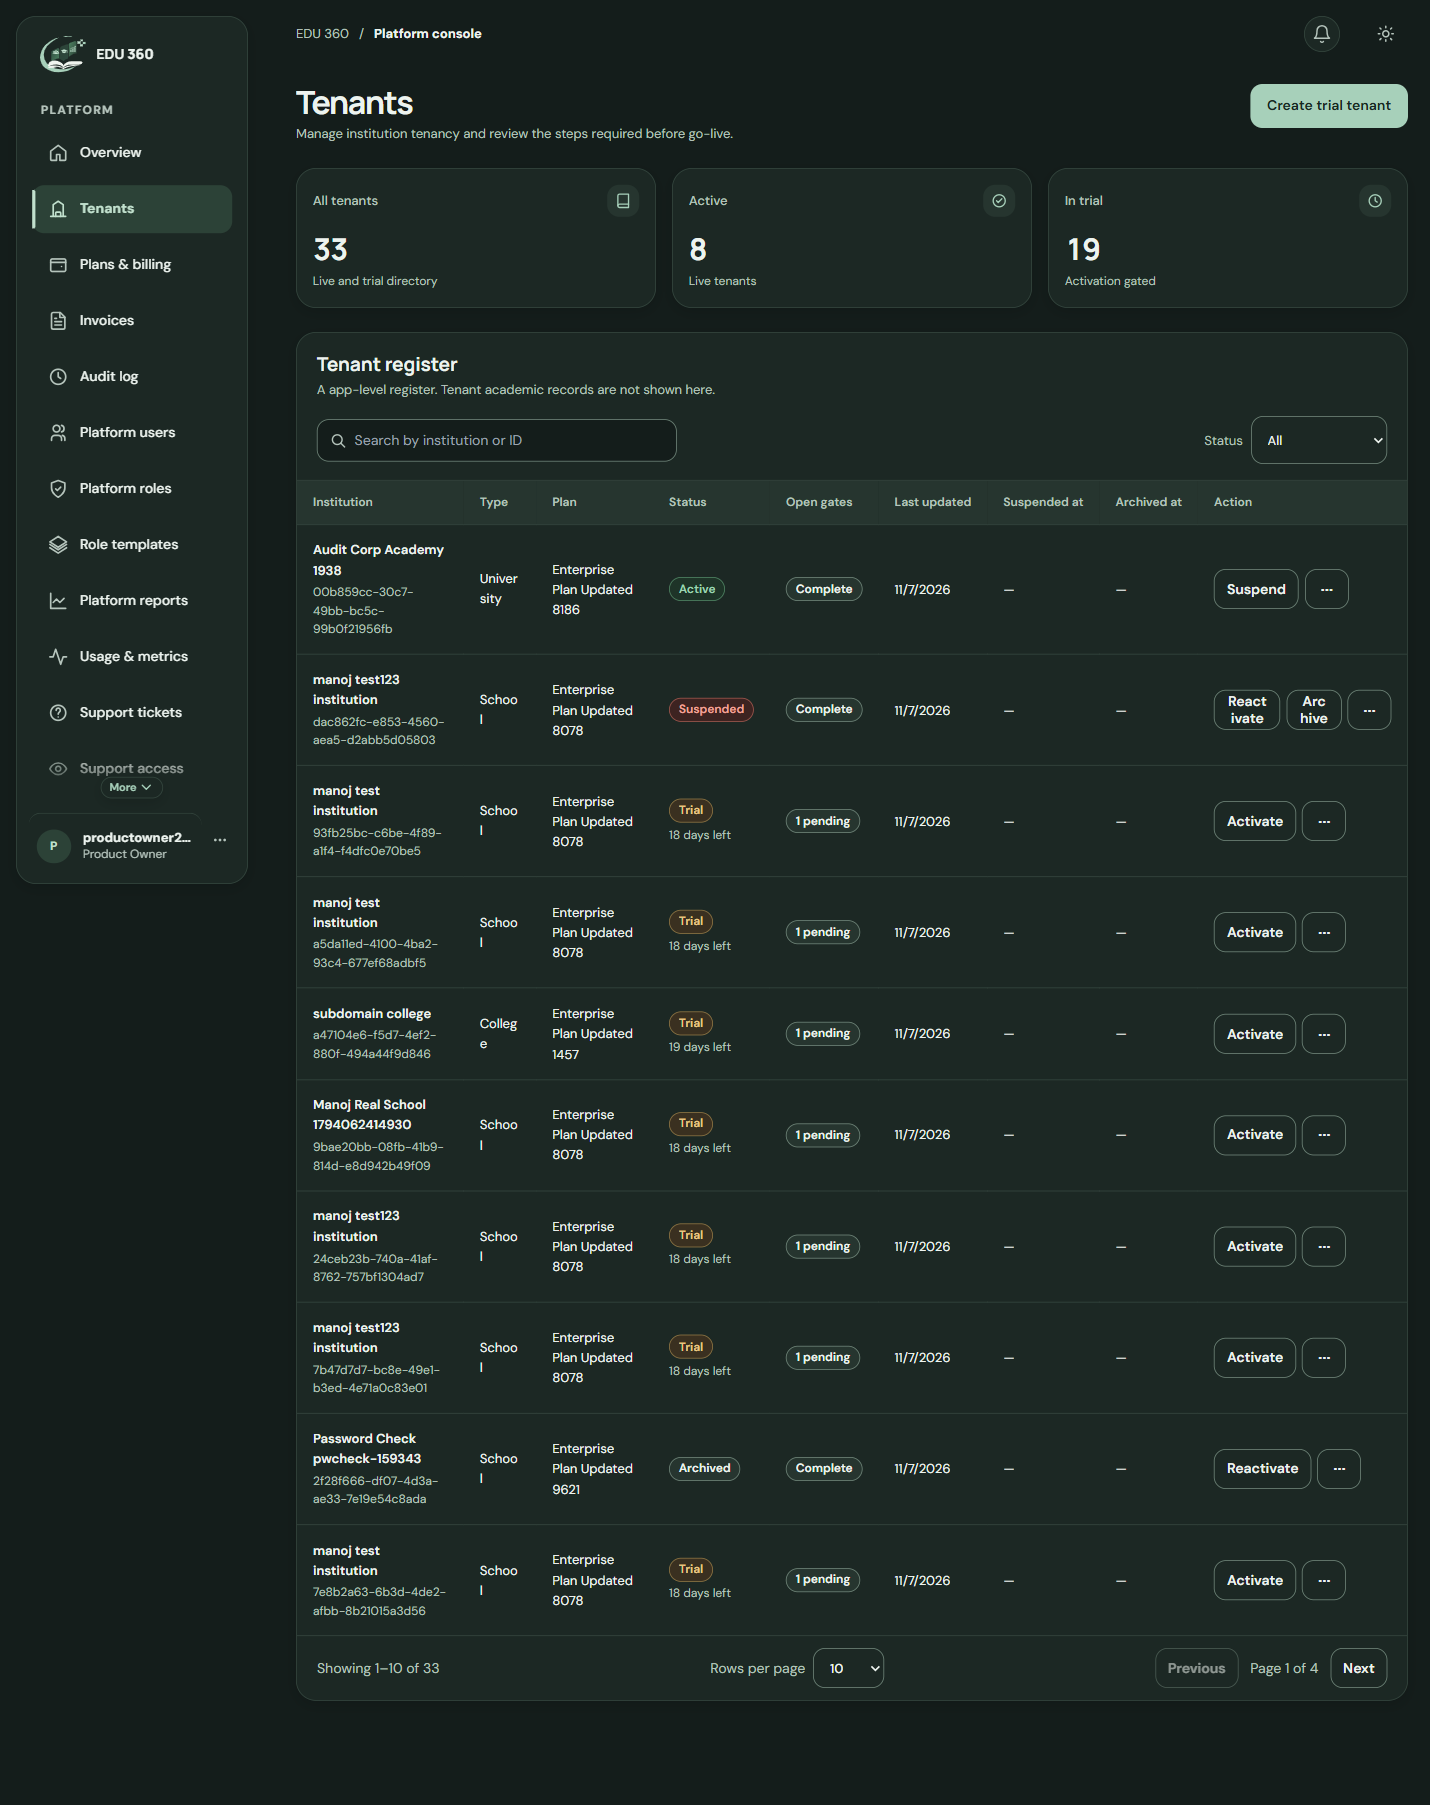 EDU 360
PLATFORM
Overview
Tenants
Plans & billing
Invoices
Audit log
Platform users
Platform roles
Role templates
Platform reports
Usage & metrics
Support tickets
Support access
More
P
productowner2...
Product Owner
...
EDU 360 / Platform console
Tenants
Manage institution tenancy and review the steps required before go-live.
Create trial tenant
All tenants
33
Live and trial directory
Active
8
Live tenants
In trial
19
Activation gated
Tenant register
A app-level register. Tenant academic records are not shown here.
Search by institution or ID
Status All
Institution Type Plan Status Open gates Last updated Suspended at Archived at Action
Audit Corp Academy
1938
00b859cc-30c7-
49bb-bc5c-
99b0f21956fb
Univer
sity
Enterprise
Plan Updated
8186
Active
Complete
11/7/2026
—
—
Suspend
...
manoj test123
institution
dac862fc-e853-4560-
aea5-d2abb5d05803
Schoo
l
Enterprise
Plan Updated
8078
Suspended
Complete
11/7/2026
—
—
React
ivate
Arc
hive
...
manoj test
institution
93fb25bc-c6be-4f89-
a1f4-f4dfc0e70be5
Schoo
l
Enterprise
Plan Updated
8078
Trial
18 days left
1 pending
11/7/2026
—
—
Activate
...
manoj test
institution
a5da11ed-4100-4ba2-
93c4-677ef68adbf5
Schoo
l
Enterprise
Plan Updated
8078
Trial
18 days left
1 pending
11/7/2026
—
—
Activate
...
subdomain college
a47104e6-f5d7-4ef2-
880f-494a44f9d846
Colleg
e
Enterprise
Plan Updated
1457
Trial
19 days left
1 pending
11/7/2026
—
—
Activate
...
Manoj Real School
1794062414930
9bae20bb-08fb-41b9-
814d-e8d942b49f09
Schoo
l
Enterprise
Plan Updated
8078
Trial
18 days left
1 pending
11/7/2026
—
—
Activate
...
manoj test123
institution
24ceb23b-740a-41af-
8762-757bf1304ad7
Schoo
l
Enterprise
Plan Updated
8078
Trial
18 days left
1 pending
11/7/2026
—
—
Activate
...
manoj test123
institution
7b47d7d7-bc8e-49e1-
b3ed-4e71a0c83e01
Schoo
l
Enterprise
Plan Updated
8078
Trial
18 days left
1 pending
11/7/2026
—
—
Activate
...
Password Check
pwcheck-159343
2f28f666-df07-4d3a-
ae33-7e19e54c8ada
Schoo
l
Enterprise
Plan Updated
9621
Archived
Complete
11/7/2026
—
—
Reactivate
...
manoj test
institution
7e8b2a63-6b3d-4de2-
afbb-8b21015a3d56
Schoo
l
Enterprise
Plan Updated
8078
Trial
18 days left
1 pending
11/7/2026
—
—
Activate
...
Showing 1–10 of 33
Rows per page 10
Previous Page 1 of 4 Next